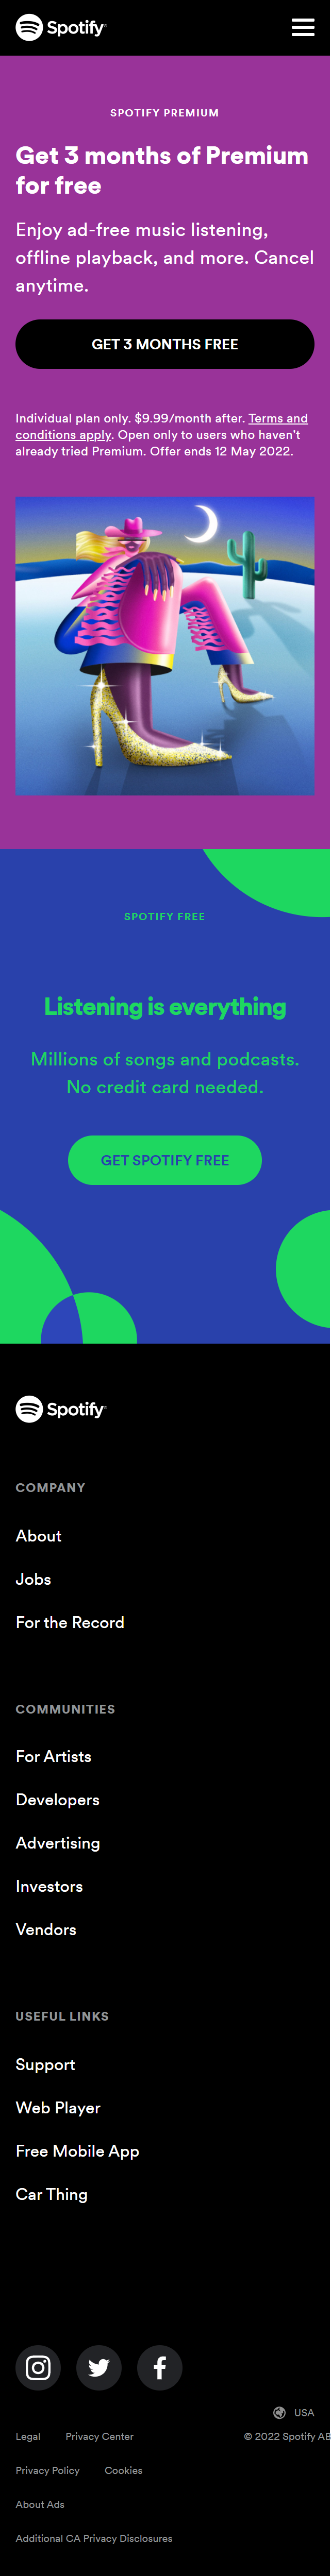 Spotify®
SPOTIFY PREMIUM
Get 3 months of Premium
for free
Enjoy ad-free music listening,
offline playback, and more. Cancel
anytime.
GET 3 MONTHS FREE
Individual plan only. $9.99/month after. Terms and
conditions apply. Open only to users who haven't
already tried Premium. Offer ends 12 May 2022.
SPOTIFY FREE
Listening is everything
Millions of songs and podcasts.
No credit card needed.
GET SPOTIFY FREE
Spotify®
COMPANY
About
Jobs
For the Record
COMMUNITIES
For Artists
Developers
Advertising
Investors
Vendors
USEFUL LINKS
Support
Web Player
Free Mobile App
Car Thing
USA
Legal Privacy Center © 2022 Spotify AB
Privacy Policy Cookies
About Ads
Additional CA Privacy Disclosures